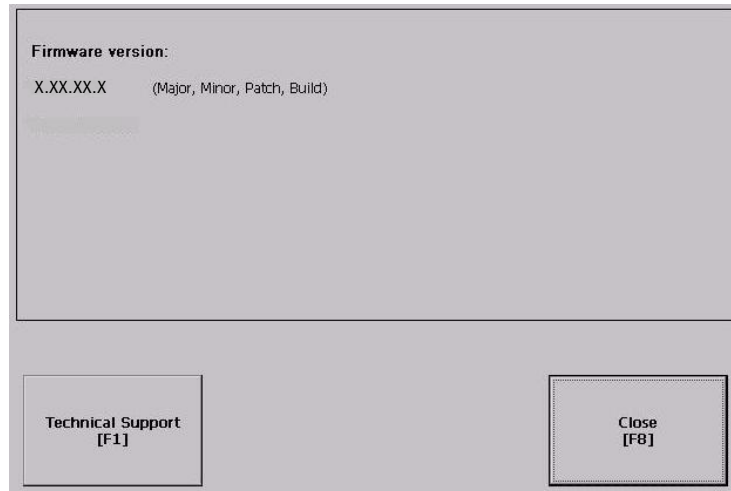 Firmware version:
X.XX.XX.X (Major, Minor, Patch, Build)
Technical Support
[F1]
Close
[F8]